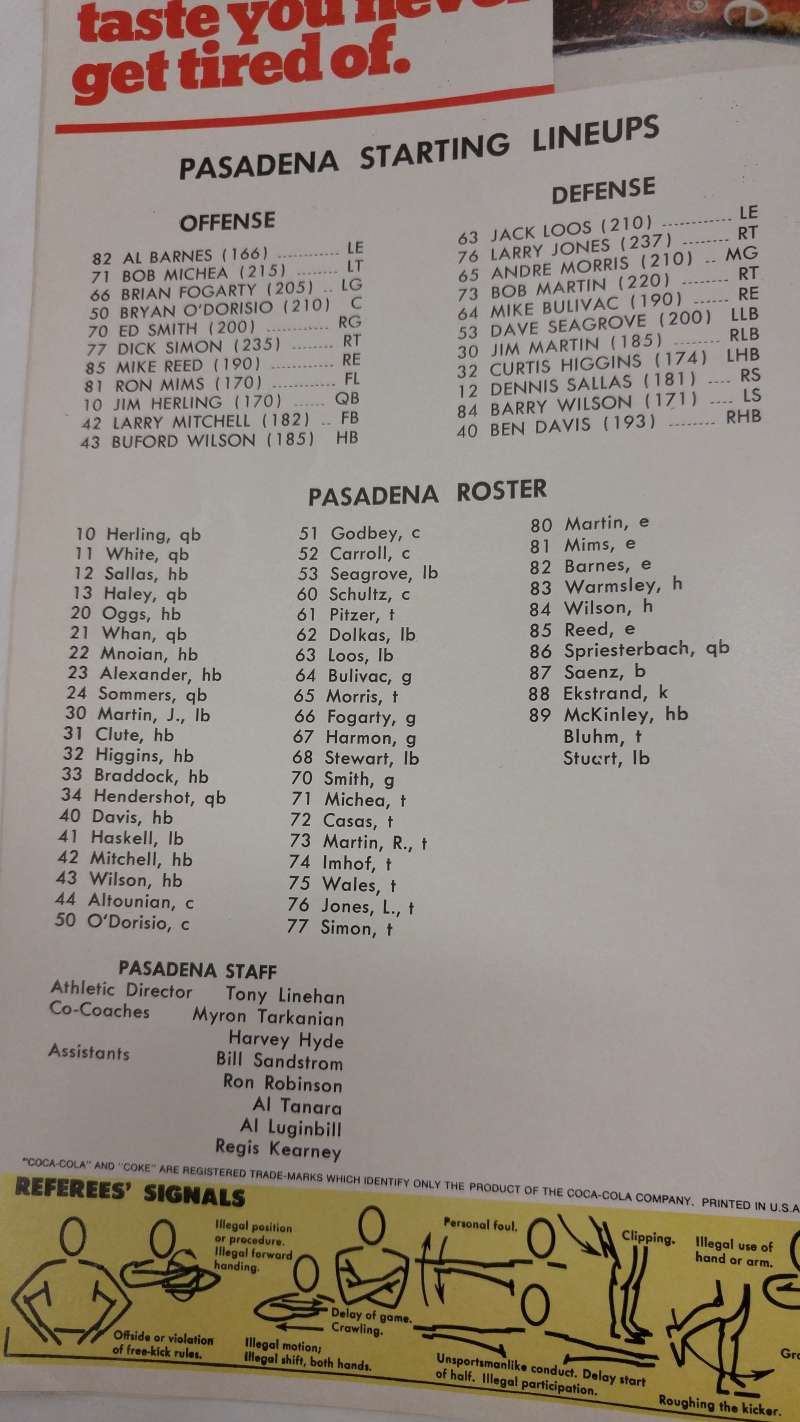 taste you never
get tired of.
PASADENA STARTING LINEUPS
OFFENSE
82 AL BARNES (166) ............ LE
71 BOB MICHEA (215) ........ LT
66 BRIAN FOGARTY (205) .. LG
50 BRYAN O'DORISIO (210) C
70 ED SMITH (200) ............ RG
77 DICK SIMON (235) ........ RT
85 MIKE REED (190) ............ RE
81 RON MIMS (170) ............ FL
10 JIM HERLING (170) ...... QB
42 LARRY MITCHELL (182) .. FB
43 BUFORD WILSON (185) HB
DEFENSE
63 JACK LOOS (210) ............ LE
76 LARRY JONES (237) ........ RT
65 ANDRE MORRIS (210) .. MG
73 BOB MARTIN (220) ........ RT
64 MIKE BULIVAC (190) ...... RE
53 DAVE SEAGROVE (200) LLB
30 JIM MARTIN (185) ........ RLB
32 CURTIS HIGGINS (174) LHB
12 DENNIS SALLAS (181) .... RS
84 BARRY WILSON (171) .... LS
40 BEN DAVIS (193) ........ RHB
PASADENA ROSTER
10 Herling, qb
11 White, qb
12 Sallas, hb
13 Haley, qb
20 Oggs, hb
21 Whan, qb
22 Mnoian, hb
23 Alexander, hb
24 Sommers, qb
30 Martin, J., lb
31 Clute, hb
32 Higgins, hb
33 Braddock, hb
34 Hendershot, qb
40 Davis, hb
41 Haskell, lb
42 Mitchell, hb
43 Wilson, hb
44 Altounian, c
50 O'Dorisio, c
51 Godbey, c
52 Carroll, c
53 Seagrove, lb
60 Schultz, c
61 Pitzer, t
62 Dolkas, lb
63 Loos, lb
64 Bulivac, g
65 Morris, t
66 Fogarty, g
67 Harmon, g
68 Stewart, lb
70 Smith, g
71 Michea, t
72 Casas, t
73 Martin, R., t
74 Imhof, t
75 Wales, t
76 Jones, L., t
77 Simon, t
80 Martin, e
81 Mims, e
82 Barnes, e
83 Warmsley, h
84 Wilson, h
85 Reed, e
86 Spriesterbach, qb
87 Saenz, b
88 Ekstrand, k
89 McKinley, hb
Bluhm, t
Stuart, lb
PASADENA STAFF
Athletic Director Tony Linehan
Co-Coaches Myron Tarkanian
Harvey Hyde
Assistants Bill Sandstrom
Ron Robinson
Al Tanara
Al Luginbill
Regis Kearney
"COCA-COLA" AND "COKE" ARE REGISTERED TRADE-MARKS WHICH IDENTIFY ONLY THE PRODUCT OF THE COCA-COLA COMPANY. PRINTED IN U.S.A
REFEREES' SIGNALS
Offside or violation
of free-kick rules.
Illegal position
or procedure.
Illegal forward
handing.
Illegal motion;
Illegal shift, both hands.
Delay of game.
Crawling.
Personal foul.
Unsportsmanlike conduct. Delay start
of half. Illegal participation.
Clipping.
Roughing the kicker.
Illegal use of
hand or arm.